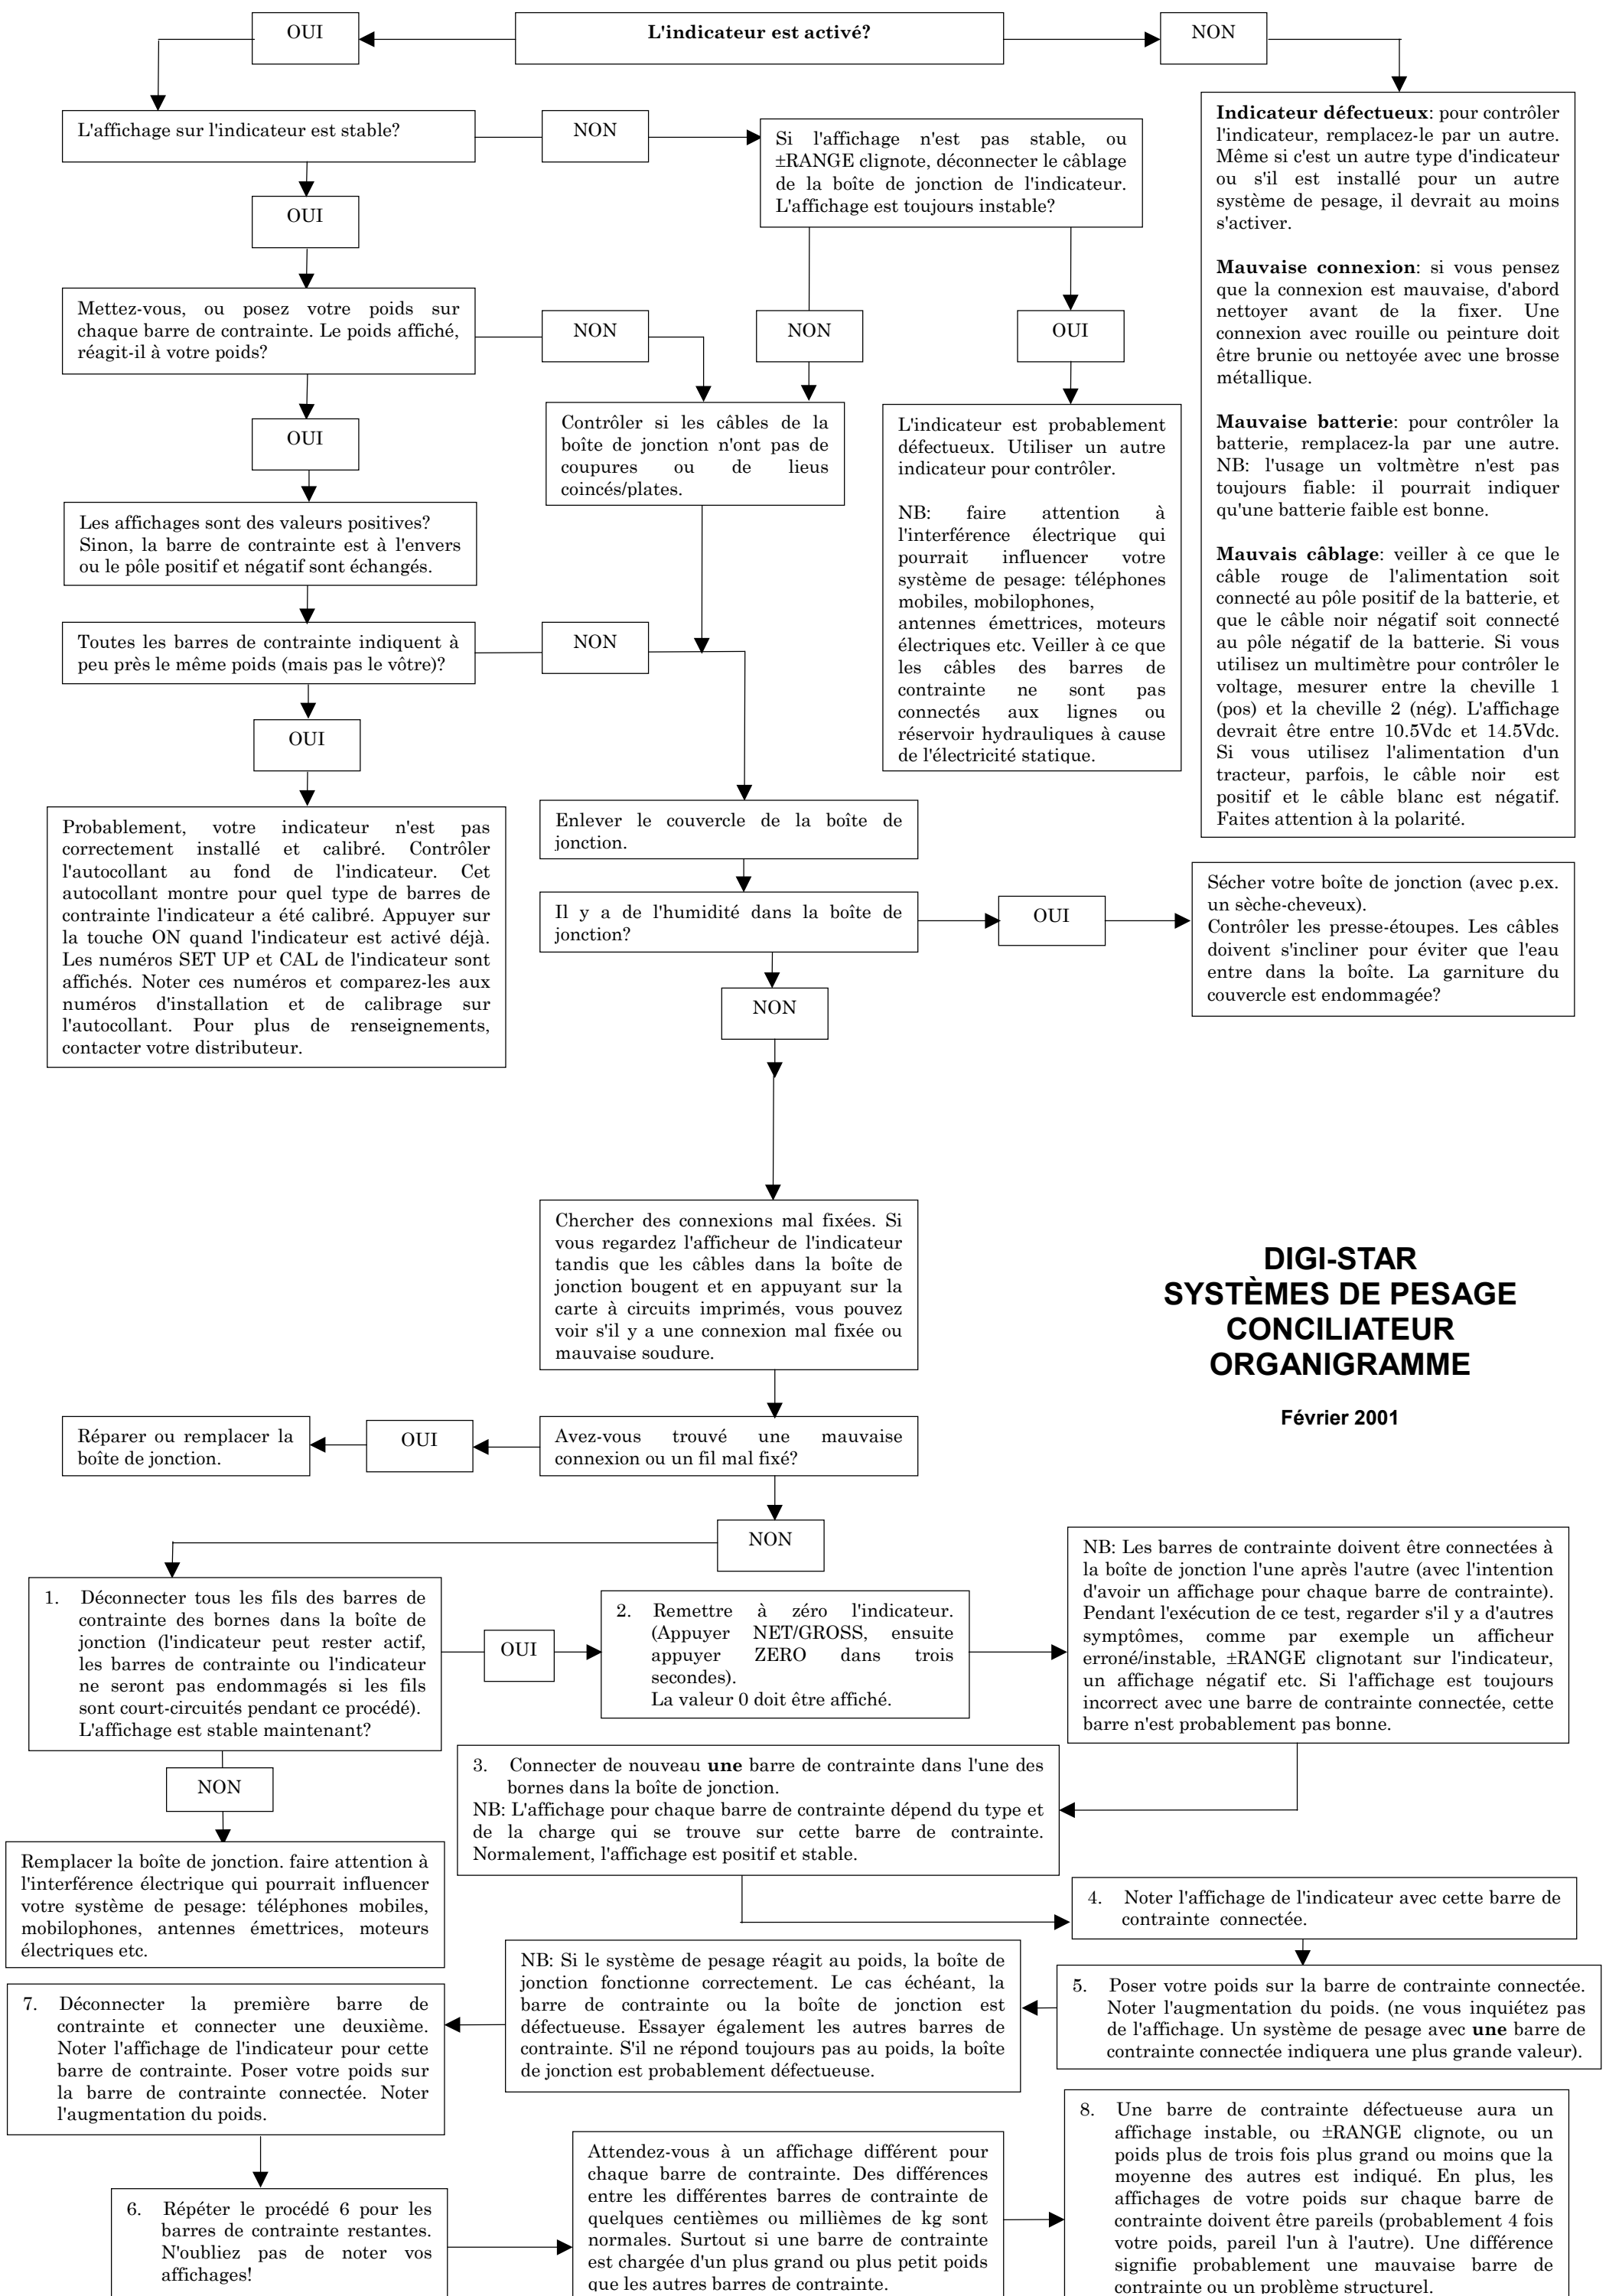 OUI
L'indicateur est activé?
NON
L'affichage sur l'indicateur est stable?
NON
Si l'affichage n'est pas stable, ou
±RANGE clignote, déconnecter le câblage
de la boîte de jonction de l'indicateur.
L'affichage est toujours instable?
Indicateur défectueux: pour contrôler
l'indicateur, remplacez-le par un autre.
Même si c'est un autre type d'indicateur
ou s'il est installé pour un autre
système de pesage, il devrait au moins
s'activer.
Mauvaise connexion: si vous pensez
que la connexion est mauvaise, d'abord
nettoyer avant de la fixer. Une
connexion avec rouille ou peinture doit
être brunie ou nettoyée avec une brosse
métallique.
Mauvaise batterie: pour contrôler la
batterie, remplacez-la par une autre.
NB: l'usage un voltmètre n'est pas
toujours fiable: il pourrait indiquer
qu'une batterie faible est bonne.
Mauvais câblage: veiller à ce que le
câble rouge de l'alimentation soit
connecté au pôle positif de la batterie, et
que le câble noir négatif soit connecté
au pôle négatif de la batterie. Si vous
utilisez un multimètre pour contrôler le
voltage, mesurer entre la cheville 1
(pos) et la cheville 2 (nég). L'affichage
devrait être entre 10.5Vdc et 14.5Vdc.
Si vous utilisez l'alimentation d'un
tracteur, parfois, le câble noir est
positif et le câble blanc est négatif.
Faites attention à la polarité.
OUI
Mettez-vous, ou posez votre poids sur
chaque barre de contrainte. Le poids affiché,
réagit-il à votre poids?
NON
NON
OUI
Contrôler si les câbles de la
boîte de jonction n'ont pas de
coupures ou de lieus
coincés/plates.
L'indicateur est probablement
défectueux. Utiliser un autre
indicateur pour contrôler.
NB: faire attention à
l'interférence électrique qui
pourrait influencer votre
système de pesage: téléphones
mobiles, mobilophones,
antennes émettrices, moteurs
électriques etc. Veiller à ce que
les câbles des barres de
contrainte ne sont pas
connectés aux lignes ou
réservoir hydrauliques à cause
de l'électricité statique.
OUI
Les affichages sont des valeurs positives?
Sinon, la barre de contrainte est à l'envers
ou le pôle positif et négatif sont échangés.
Toutes les barres de contrainte indiquent à
peu près le même poids (mais pas le vôtre)?
NON
OUI
Probablement, votre indicateur n'est pas
correctement installé et calibré. Contrôler
l'autocollant au fond de l'indicateur. Cet
autocollant montre pour quel type de barres de
contrainte l'indicateur a été calibré. Appuyer sur
la touche ON quand l'indicateur est activé déjà.
Les numéros SET UP et CAL de l'indicateur sont
affichés. Noter ces numéros et comparez-les aux
numéros d'installation et de calibrage sur
l'autocollant. Pour plus de renseignements,
contacter votre distributeur.
Enlever le couvercle de la boîte de
jonction.
Il y a de l'humidité dans la boîte de
jonction?
OUI
Sécher votre boîte de jonction (avec p.ex.
un sèche-cheveux).
Contrôler les presse-étoupes. Les câbles
doivent s'incliner pour éviter que l'eau
entre dans la boîte. La garniture du
couvercle est endommagée?
NON
Chercher des connexions mal fixées. Si
vous regardez l'afficheur de l'indicateur
tandis que les câbles dans la boîte de
jonction bougent et en appuyant sur la
carte à circuits imprimés, vous pouvez
voir s'il y a une connexion mal fixée ou
mauvaise soudure.
DIGI-STAR
SYSTÈMES DE PESAGE
CONCILIATEUR
ORGANIGRAMME
Février 2001
Réparer ou remplacer la
boîte de jonction.
OUI
Avez-vous trouvé une mauvaise
connexion ou un fil mal fixé?
NON
1. Déconnecter tous les fils des barres de
contrainte des bornes dans la boîte de
jonction (l'indicateur peut rester actif,
les barres de contrainte ou l'indicateur
ne seront pas endommagés si les fils
sont court-circuités pendant ce procédé).
L'affichage est stable maintenant?
OUI
2. Remettre à zéro l'indicateur.
(Appuyer NET/GROSS, ensuite
appuyer ZERO dans trois
secondes).
La valeur 0 doit être affiché.
NB: Les barres de contrainte doivent être connectées à
la boîte de jonction l'une après l'autre (avec l'intention
d'avoir un affichage pour chaque barre de contrainte).
Pendant l'exécution de ce test, regarder s'il y a d'autres
symptômes, comme par exemple un afficheur
erroné/instable, ±RANGE clignotant sur l'indicateur,
un affichage négatif etc. Si l'affichage est toujours
incorrect avec une barre de contrainte connectée, cette
barre n'est probablement pas bonne.
NON
3. Connecter de nouveau une barre de contrainte dans l'une des
bornes dans la boîte de jonction.
NB: L'affichage pour chaque barre de contrainte dépend du type et
de la charge qui se trouve sur cette barre de contrainte.
Normalement, l'affichage est positif et stable.
Remplacer la boîte de jonction. faire attention à
l'interférence électrique qui pourrait influencer
votre système de pesage: téléphones mobiles,
mobilophones, antennes émettrices, moteurs
électriques etc.
4. Noter l'affichage de l'indicateur avec cette barre de
contrainte connectée.
5. Poser votre poids sur la barre de contrainte connectée.
Noter l'augmentation du poids. (ne vous inquiétez pas
de l'affichage. Un système de pesage avec une barre de
contrainte connectée indiquera une plus grande valeur).
NB: Si le système de pesage réagit au poids, la boîte de
jonction fonctionne correctement. Le cas échéant, la
barre de contrainte ou la boîte de jonction est
défectueuse. Essayer également les autres barres de
contrainte. S'il ne répond toujours pas au poids, la boîte
de jonction est probablement défectueuse.
7. Déconnecter la première barre de
contrainte et connecter une deuxième.
Noter l'affichage de l'indicateur pour cette
barre de contrainte. Poser votre poids sur
la barre de contrainte connectée. Noter
l'augmentation du poids.
6. Répéter le procédé 6 pour les
barres de contrainte restantes.
N'oubliez pas de noter vos
affichages!
Attendez-vous à un affichage différent pour
chaque barre de contrainte. Des différences
entre les différentes barres de contrainte de
quelques centièmes ou millièmes de kg sont
normales. Surtout si une barre de contrainte
est chargée d'un plus grand ou plus petit poids
que les autres barres de contrainte.
8. Une barre de contrainte défectueuse aura un
affichage instable, ou ±RANGE clignote, ou un
poids plus de trois fois plus grand ou moins que la
moyenne des autres est indiqué. En plus, les
affichages de votre poids sur chaque barre de
contrainte doivent être pareils (probablement 4 fois
votre poids, pareil l'un à l'autre). Une différence
signifie probablement une mauvaise barre de
contrainte ou un problème structurel.